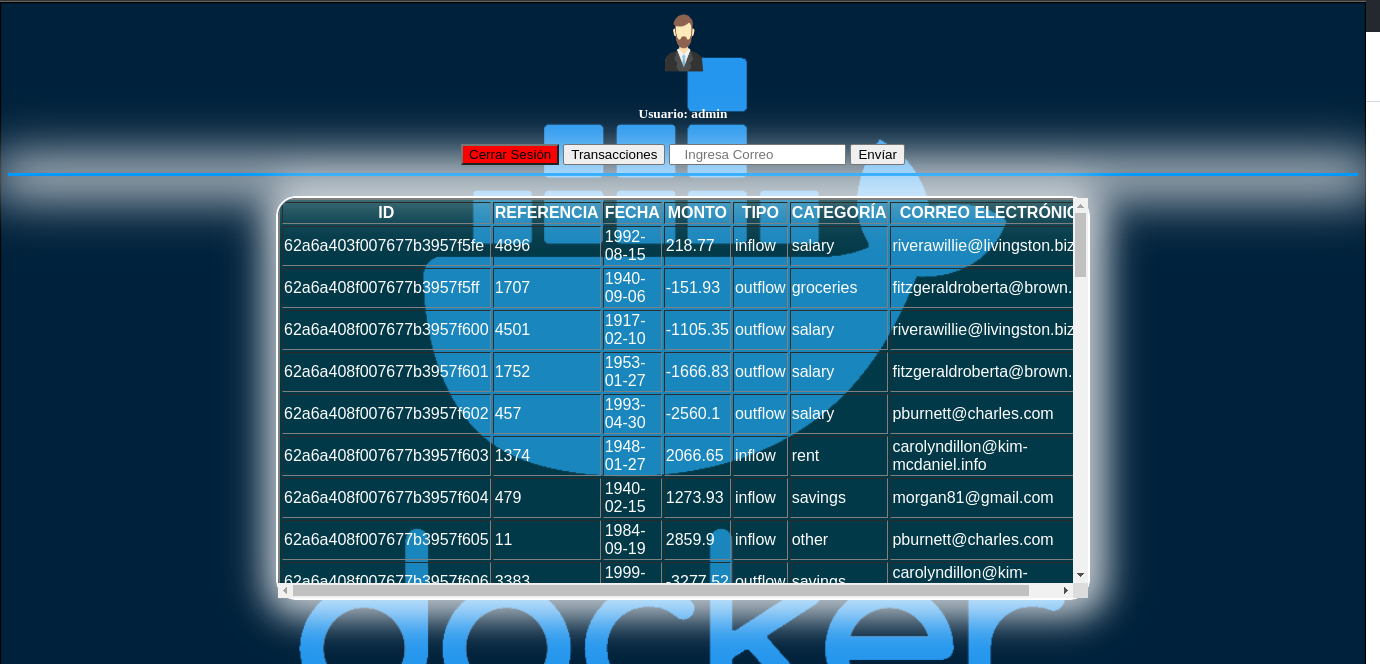 Usuario: admin
Cerrar Sesión Transacciones Ingresa Correo Envíar
ID REFERENCIA FECHA MONTO TIPO CATEGORÍA CORREO ELECTRÓNIC
62a6a403f007677b3957f5fe 4896 1992-08-15 218.77 inflow salary riverawillie@livingston.biz
62a6a408f007677b3957f5ff 1707 1940-09-06 -151.93 outflow groceries fitzgeraldroberta@brown.
62a6a408f007677b3957f600 4501 1917-02-10 -1105.35 outflow salary riverawillie@livingston.biz
62a6a408f007677b3957f601 1752 1953-01-27 -1666.83 outflow salary fitzgeraldroberta@brown.
62a6a408f007677b3957f602 457 1993-04-30 -2560.1 outflow salary pburnett@charles.com
62a6a408f007677b3957f603 1374 1948-01-27 2066.65 inflow rent carolyndillon@kim-mcdaniel.info
62a6a408f007677b3957f604 479 1940-02-15 1273.93 inflow savings morgan81@gmail.com
62a6a408f007677b3957f605 11 1984-09-19 2859.9 inflow other pburnett@charles.com
62a6a408f007677b3957f606 3383 1999- -3277.52 outflow savings carolyndillon@kim-
docker